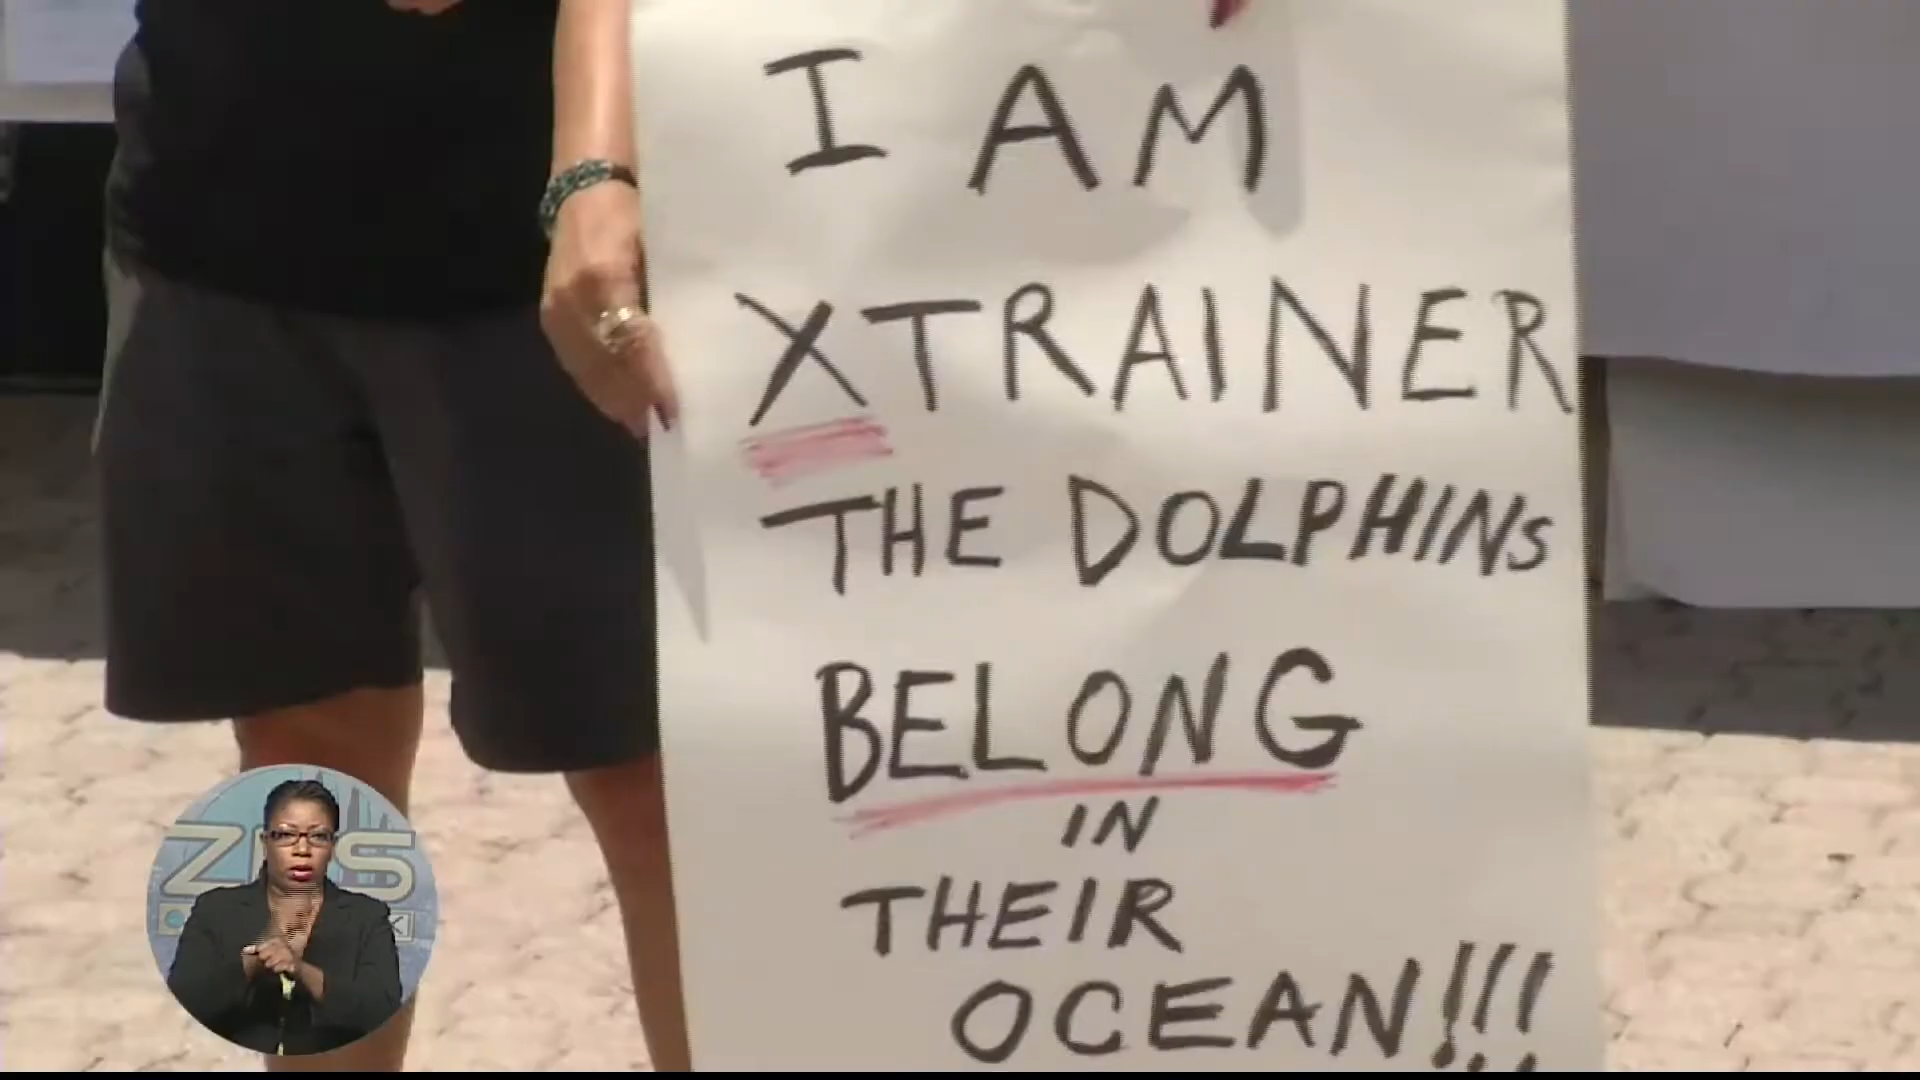 I AM
XTRAINER
THE DOLPHINS
BELONG
IN
THEIR
OCEAN!!!